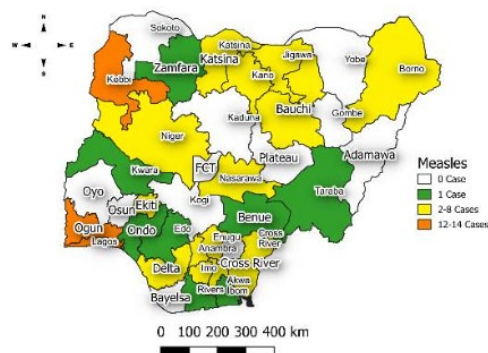 N
W
E
S
Sokoto
Katsina
Zamfara
Katsina
Jigawa
Kano
Yobe
Borno
Kebbi
Bauchi
Gombe
Kaduna
Niger
Adamawa
FCT
Plateau
Kwara
Nasarawa
Taraba
Oyo
Kogi
Osun
Ekiti
Benue
Ogun
Ondo
Edo
Lagos
Enugu
Cross
River
Anambra
Delta
Imo
Cross River
Akwa
Ibom
Bayelsa
Rivers
Measles
0 Case
1 Case
2-8 Cases
12-14 Cases
0 100 200 300 400 km